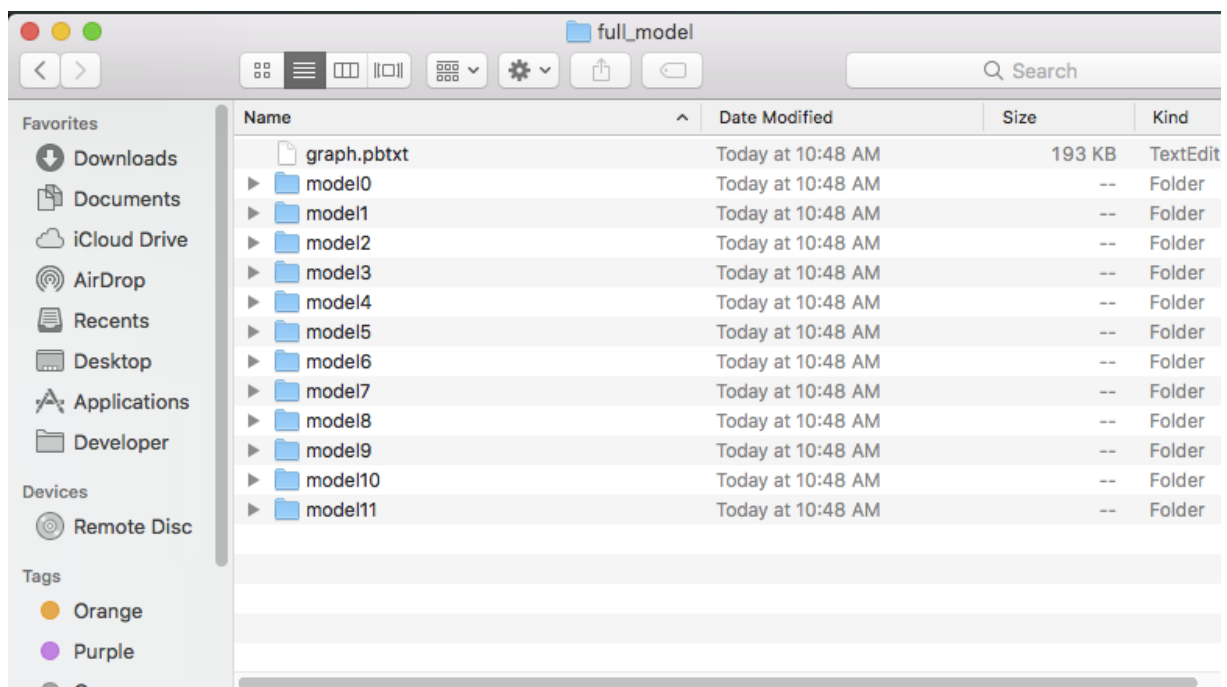 full_model
Search
Favorites
Downloads
Documents
iCloud Drive
AirDrop
Recents
Desktop
Applications
Developer
Devices
Remote Disc
Tags
Orange
Purple
Name Date Modified Size Kind
graph.pbtxt Today at 10:48 AM 193 KB TextEdit
model0 Today at 10:48 AM -- Folder
model1 Today at 10:48 AM -- Folder
model2 Today at 10:48 AM -- Folder
model3 Today at 10:48 AM -- Folder
model4 Today at 10:48 AM -- Folder
model5 Today at 10:48 AM -- Folder
model6 Today at 10:48 AM -- Folder
model7 Today at 10:48 AM -- Folder
model8 Today at 10:48 AM -- Folder
model9 Today at 10:48 AM -- Folder
model10 Today at 10:48 AM -- Folder
model11 Today at 10:48 AM -- Folder